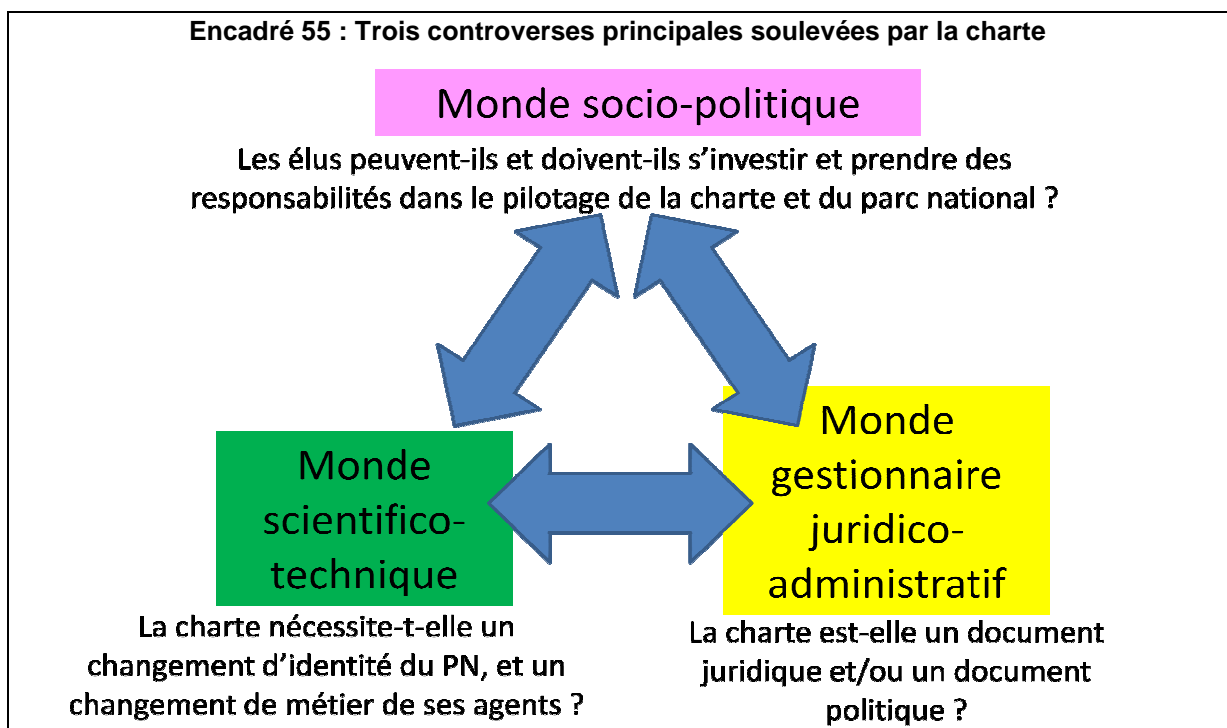 Encadré 55 : Trois controverses principales soulevées par la charte
Monde socio-politique
Les élus peuvent-ils et doivent-ils s’investir et prendre des
responsabilités dans le pilotage de la charte et du parc national ?
Monde
scientifico-
technique
La charte nécessite-t-elle un
changement d’identité du PN, et un
changement de métier de ses agents ?
Monde
gestionnaire
juridico-
administratif
La charte est-elle un document
juridique et/ou un document
politique ?